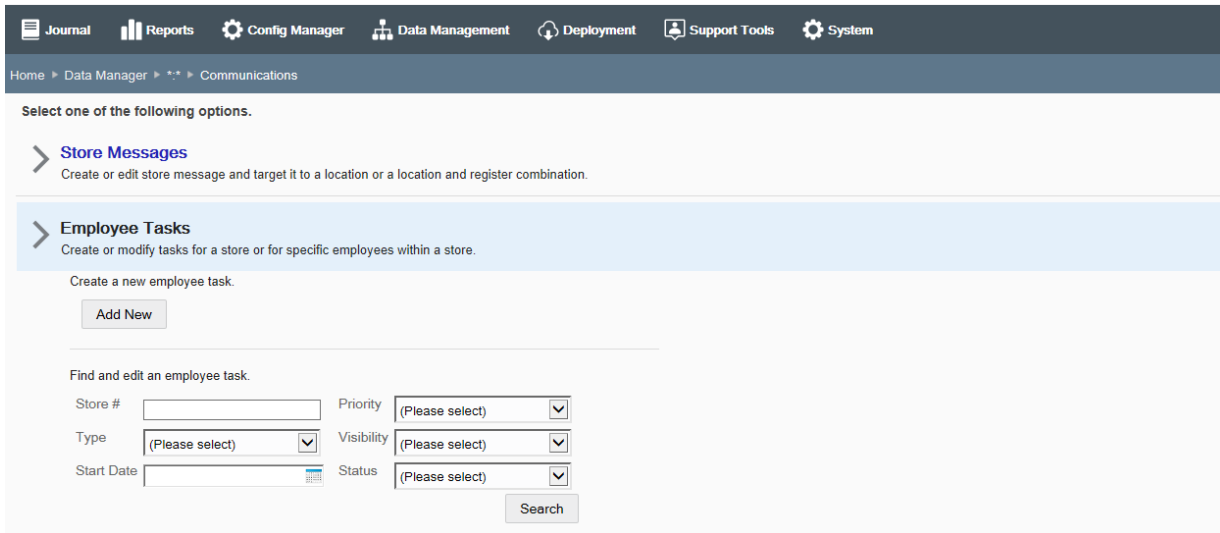 Journal Reports Config Manager Data Management Deployment Support Tools System
Home Data Manager *:* Communications
Select one of the following options.
Store Messages
Create or edit store message and target it to a location or a location and register combination.
Employee Tasks
Create or modify tasks for a store or for specific employees within a store.
Create a new employee task.
Add New
Find and edit an employee task.
Store # Priority (Please select)
Type (Please select) Visibility (Please select)
Start Date Status (Please select)
Search